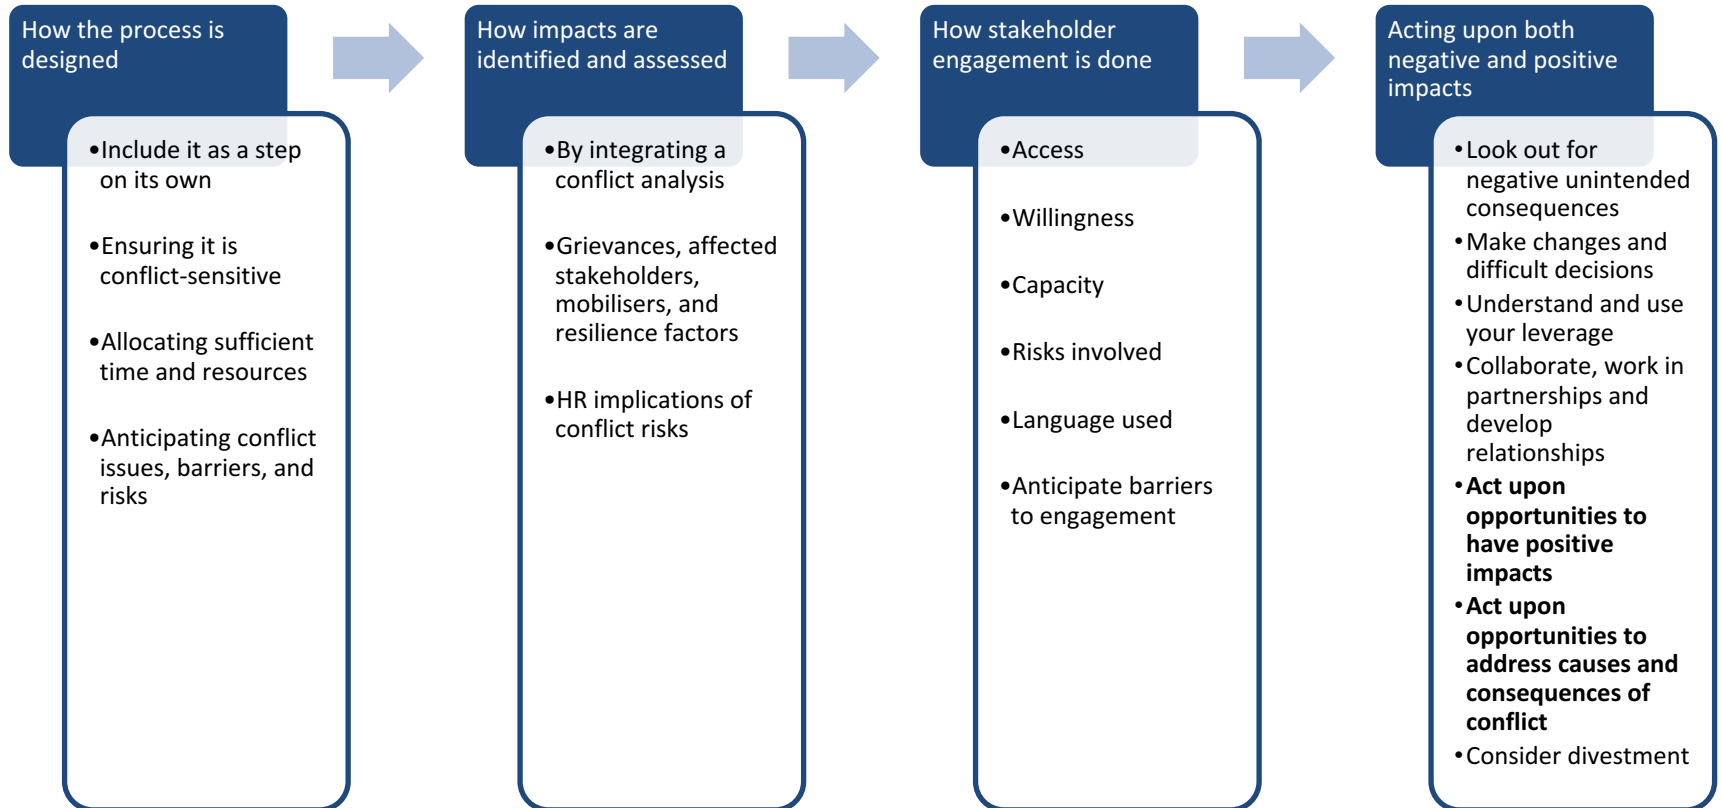 How the process is
designed
•Include it as a step
on its own
•Ensuring it is
conflict-sensitive
•Allocating sufficient
time and resources
•Anticipating conflict
issues, barriers, and
risks
How impacts are
identified and assessed
•By integrating a
conflict analysis
•Grievances, affected
stakeholders,
mobilisers, and
resilience factors
•HR implications of
conflict risks
How stakeholder
engagement is done
•Access
•Willingness
•Capacity
•Risks involved
•Language used
•Anticipate barriers
to engagement
Acting upon both
negative and positive
impacts
•Look out for
negative unintended
consequences
•Make changes and
difficult decisions
•Understand and use
your leverage
•Collaborate, work in
partnerships and
develop
relationships
•Act upon
opportunities to
have positive
impacts
•Act upon
opportunities to
address causes and
consequences of
conflict
•Consider divestment